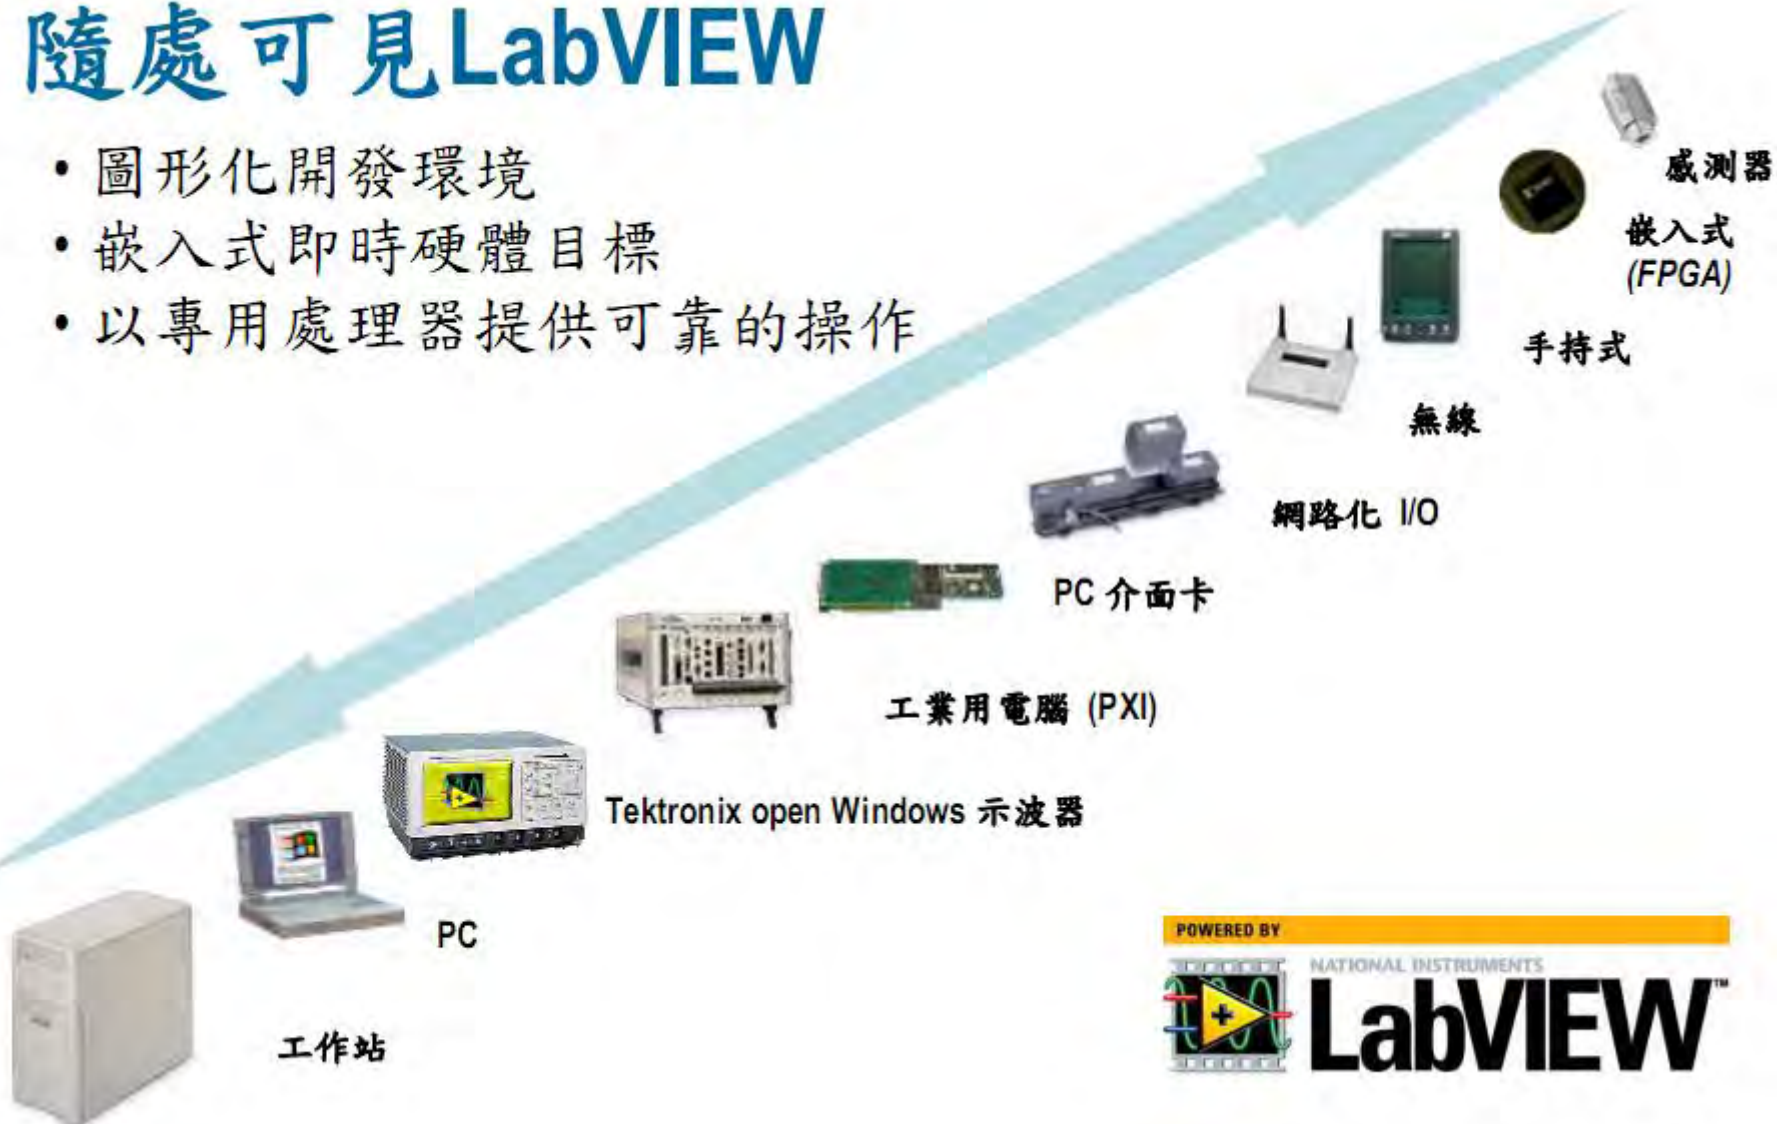 隨處可見LabVIEW
• 圖形化開發環境
• 嵌入式即時硬體目標
• 以專用處理器提供可靠的操作
感測器
嵌入式
(FPGA)
手持式
無線
網路化 I/O
PC 介面卡
工業用電腦 (PXI)
Tektronix open Windows 示波器
PC
工作站
POWERED BY
NATIONAL INSTRUMENTS
LabVIEW™